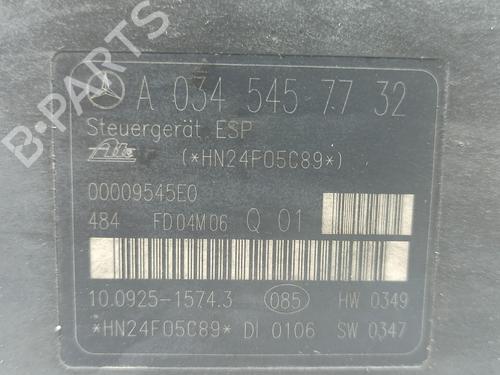 A 034 545 77 32
Steuergerät ESP
Ate (*HN24F05C89*)
00009545E0
484 FD04M06 Q 01
10.0925-1574.3 085 HW 0349
*HN24F05C89* DI 0106 SW 0347
B-PARTS